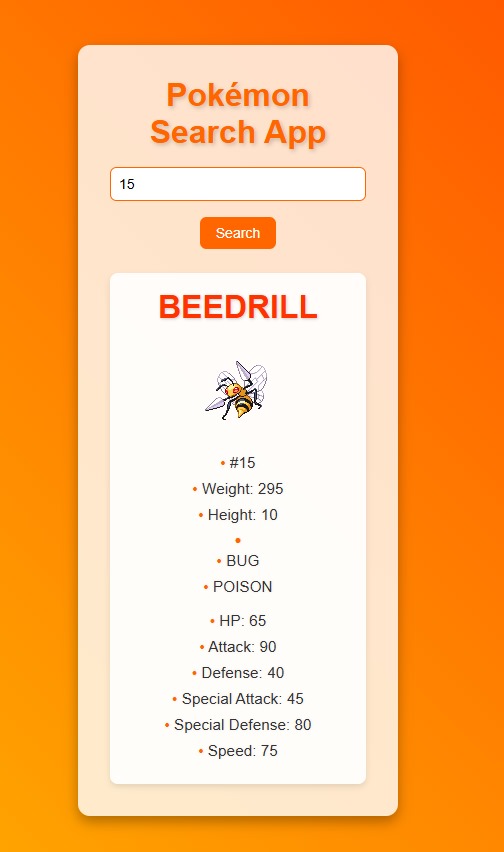 Pokémon
Search App
15
Search
BEEDRILL
• #15
• Weight: 295
• Height: 10
•
• BUG
• POISON
• HP: 65
• Attack: 90
• Defense: 40
• Special Attack: 45
• Special Defense: 80
• Speed: 75